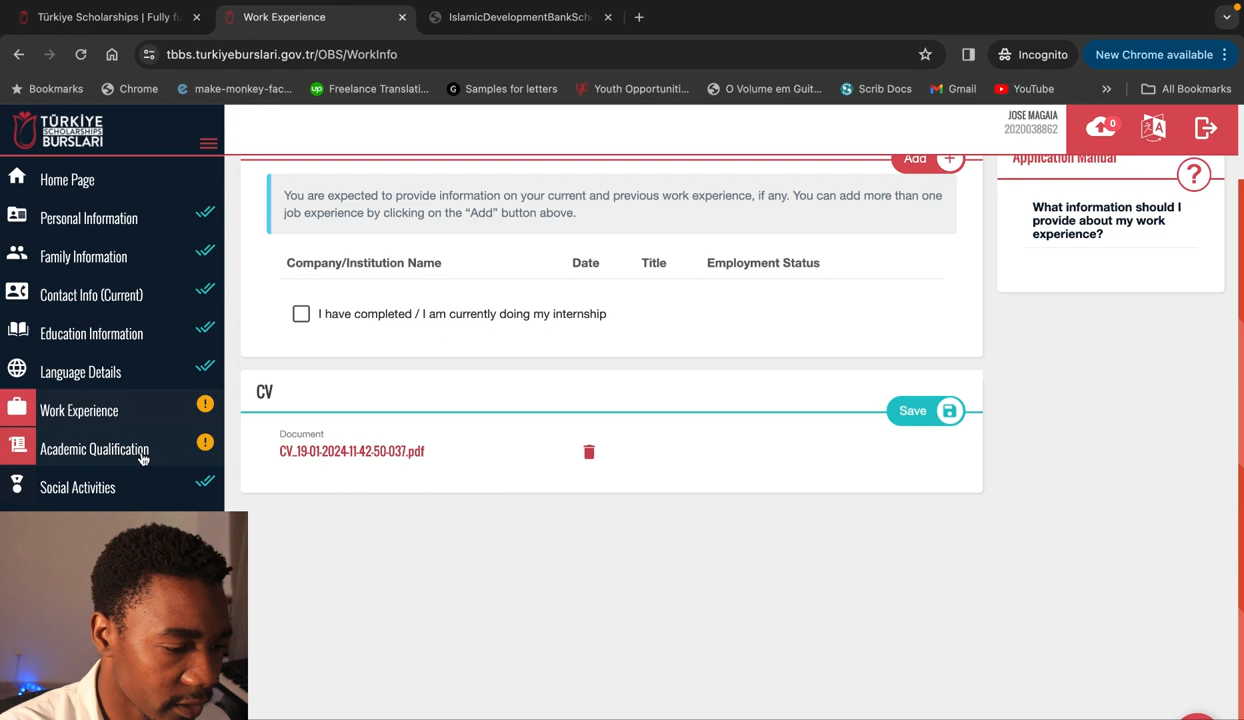 Türkiye Scholarships | Fully fu
Work Experience
IslamicDevelopmentBankSch
tbbs.turkiyeburslari.gov.tr/OBS/WorkInfo
Incognito
New Chrome available
Bookmarks
Chrome
make-monkey-fac...
Freelance Translati...
Samples for letters
Youth Opportuniti...
O Volume em Guit...
Scrib Docs
Gmail
YouTube
All Bookmarks
TÜRKİYE
SCHOLARSHIPS
BURSLARI
JOSE MAGAIA
2020038862
0
Home Page
Personal Information
Family Information
Contact Info (Current)
Education Information
Language Details
Work Experience
Academic Qualification
Social Activities
Add
You are expected to provide information on your current and previous work experience, if any. You can add more than one
job experience by clicking on the “Add” button above.
Company/Institution Name Date Title Employment Status
I have completed / I am currently doing my internship
CV
Save
Document
CV_19-01-2024-11-42-50-037.pdf
Application Manual
What information should I
provide about my work
experience?